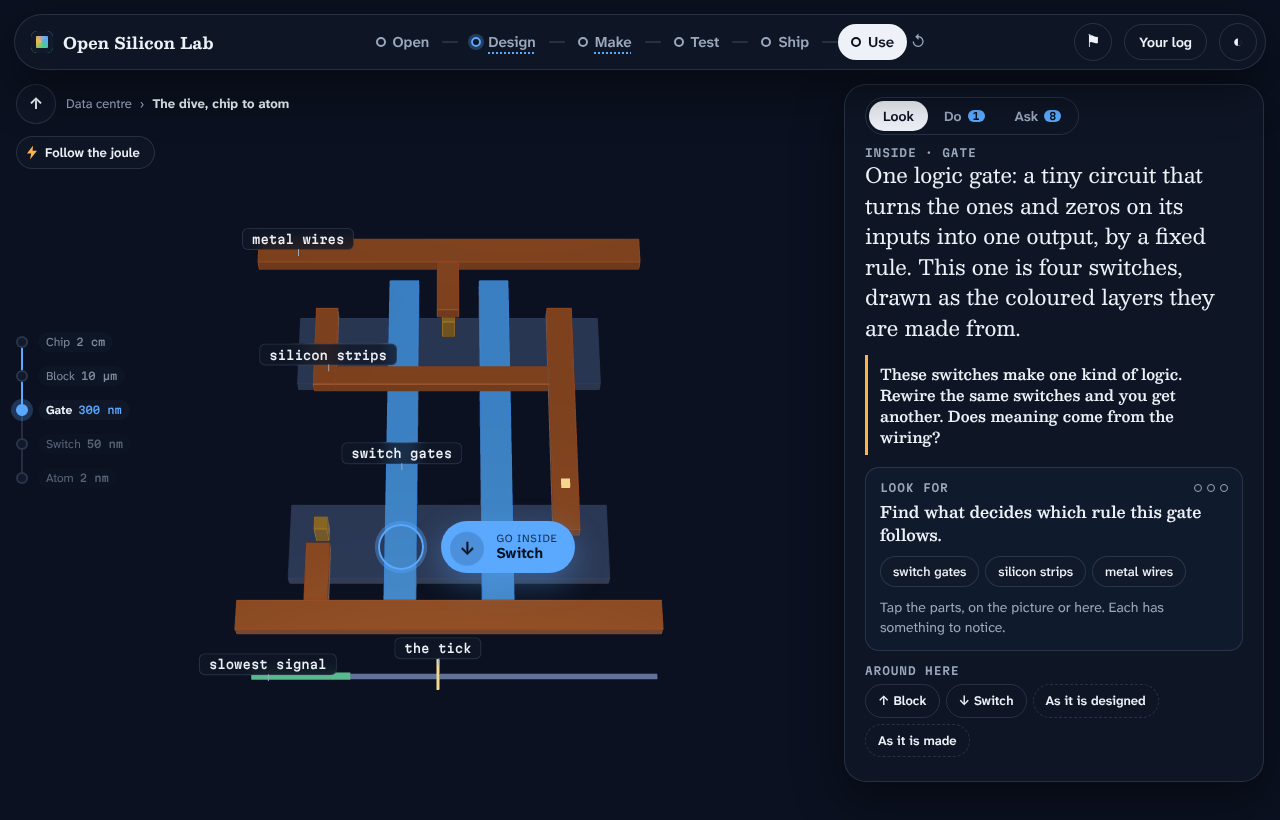 Open Silicon Lab
Open
Design
Make
Test
Ship
Use
Your log
Data centre › The dive, chip to atom
Follow the joule
Chip 2 cm
Block 10 µm
Gate 300 nm
Switch 50 nm
Atom 2 nm
metal wires
silicon strips
switch gates
GO INSIDE
Switch
the tick
slowest signal
Look
Do 1
Ask 8
INSIDE · GATE
One logic gate: a tiny circuit that
turns the ones and zeros on its
inputs into one output, by a fixed
rule. This one is four switches,
drawn as the coloured layers they
are made from.
These switches make one kind of logic.
Rewire the same switches and you get
another. Does meaning come from the
wiring?
LOOK FOR
Find what decides which rule this gate
follows.
switch gates
silicon strips
metal wires
Tap the parts, on the picture or here. Each has
something to notice.
AROUND HERE
↑ Block
↓ Switch
As it is designed
As it is made